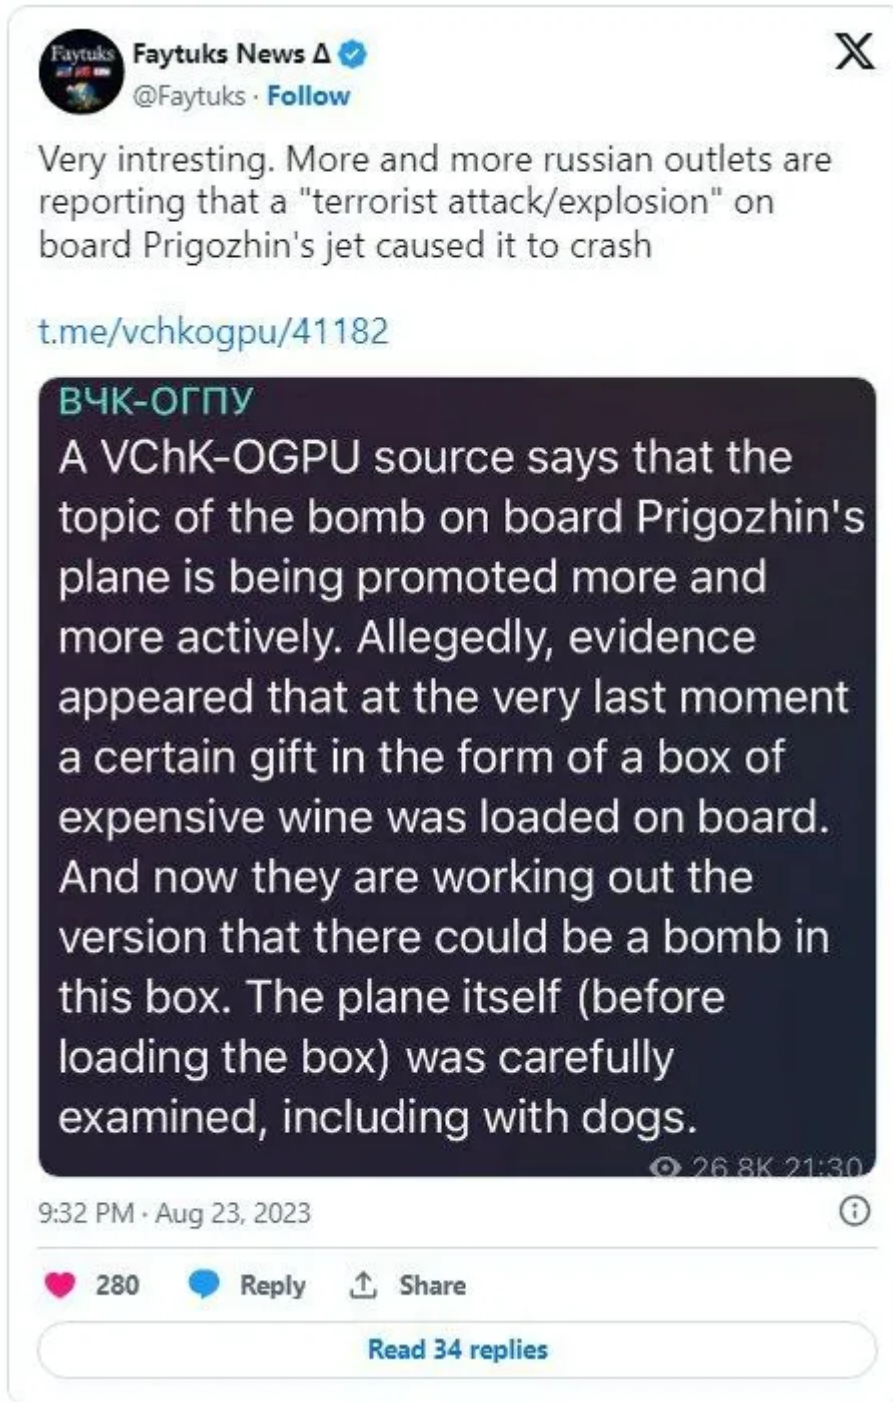 Faytuks
Faytuks News Δ
@Faytuks · Follow
X
Very intresting. More and more russian outlets are
reporting that a "terrorist attack/explosion" on
board Prigozhin's jet caused it to crash
t.me/vchkogpu/41182
ВЧК-ОГПУ
A VChK-OGPU source says that the
topic of the bomb on board Prigozhin's
plane is being promoted more and
more actively. Allegedly, evidence
appeared that at the very last moment
a certain gift in the form of a box of
expensive wine was loaded on board.
And now they are working out the
version that there could be a bomb in
this box. The plane itself (before
loading the box) was carefully
examined, including with dogs.
26.8K 21:30
9:32 PM · Aug 23, 2023
280 Reply Share
Read 34 replies